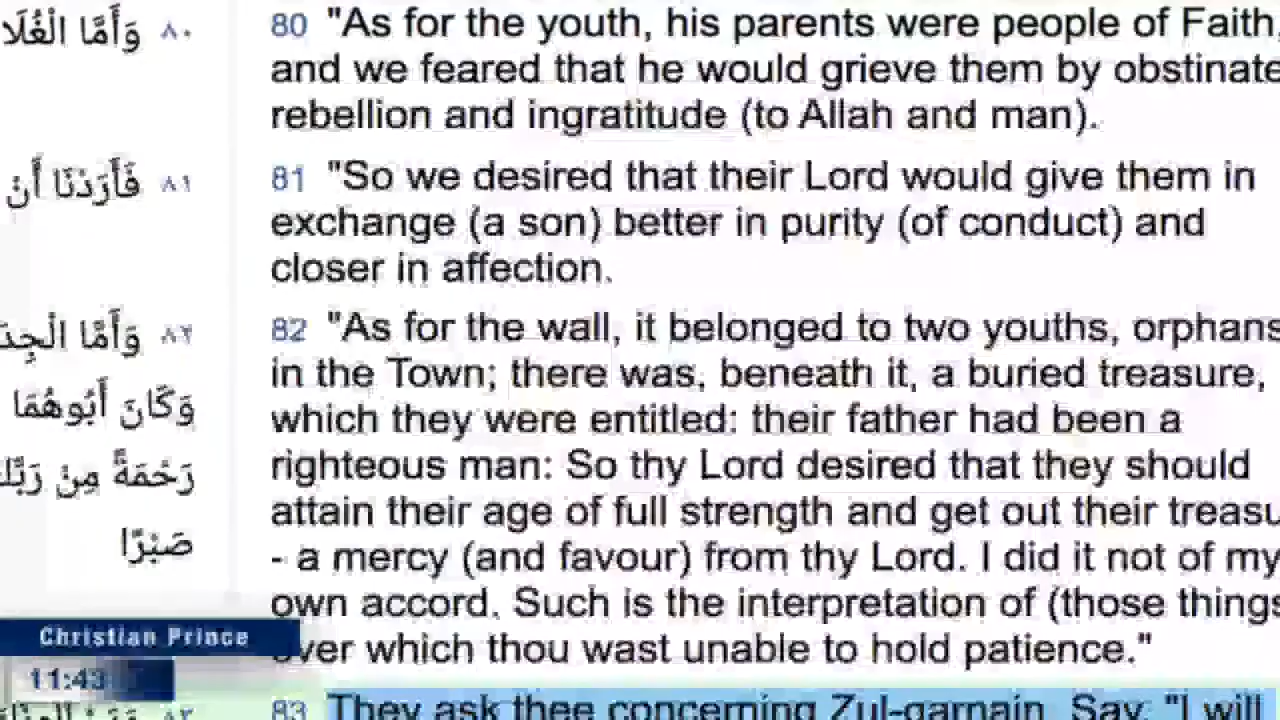 وَأَمَّا الْغُلَا ٨٠
80 "As for the youth, his parents were people of Faith,
and we feared that he would grieve them by obstinate
rebellion and ingratitude (to Allah and man).
فَأَرَدْنَا أَنْ ٨١
81 "So we desired that their Lord would give them in
exchange (a son) better in purity (of conduct) and
closer in affection.
وَأَمَّا الْجِدَ ٨٢
وَكَانَ أَبُوهُمَا
رَحْمَةً مِنْ رَبِّكَ
صَبْرًا
82 "As for the wall, it belonged to two youths, orphans
in the Town; there was, beneath it, a buried treasure,
which they were entitled: their father had been a
righteous man: So thy Lord desired that they should
attain their age of full strength and get out their treasu
- a mercy (and favour) from thy Lord. I did it not of my
own accord. Such is the interpretation of (those things
over which thou wast unable to hold patience."
Christian Prince
11:43
٨٣
83 They ask thee concerning Zul-qarnain. Say: "I will